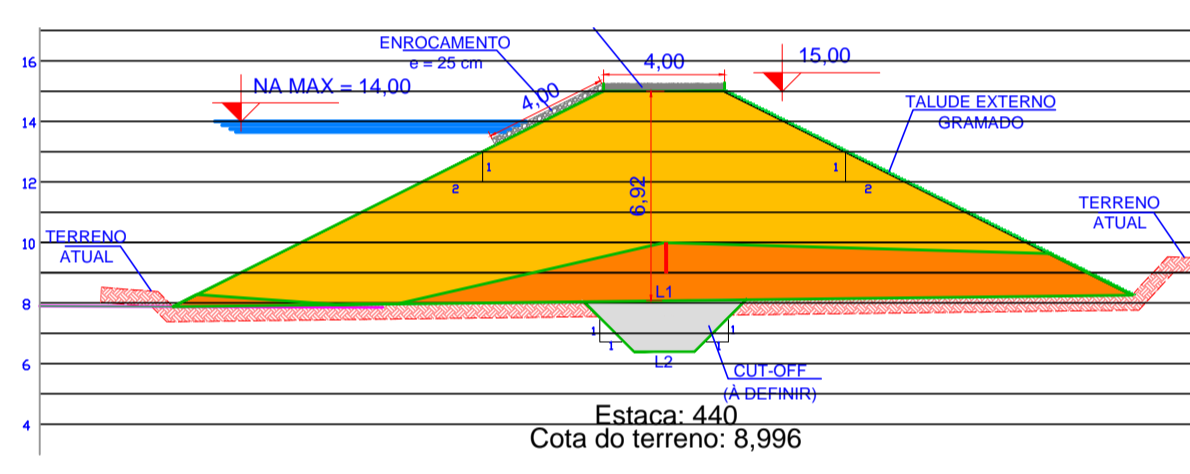 ENROCAMENTO
e = 25 cm
4,00
4,00
15,00
NA MAX = 14,00
TALUDE EXTERNO
GRAMADO
16
14
12
10
8
6
4
1
2
6,92
1
2
TERRENO
ATUAL
TERRENO
ATUAL
L1
1
1
1
1
L2
CUT-OFF
(À DEFINIR)
Estaca: 440
Cota do terreno: 8,996